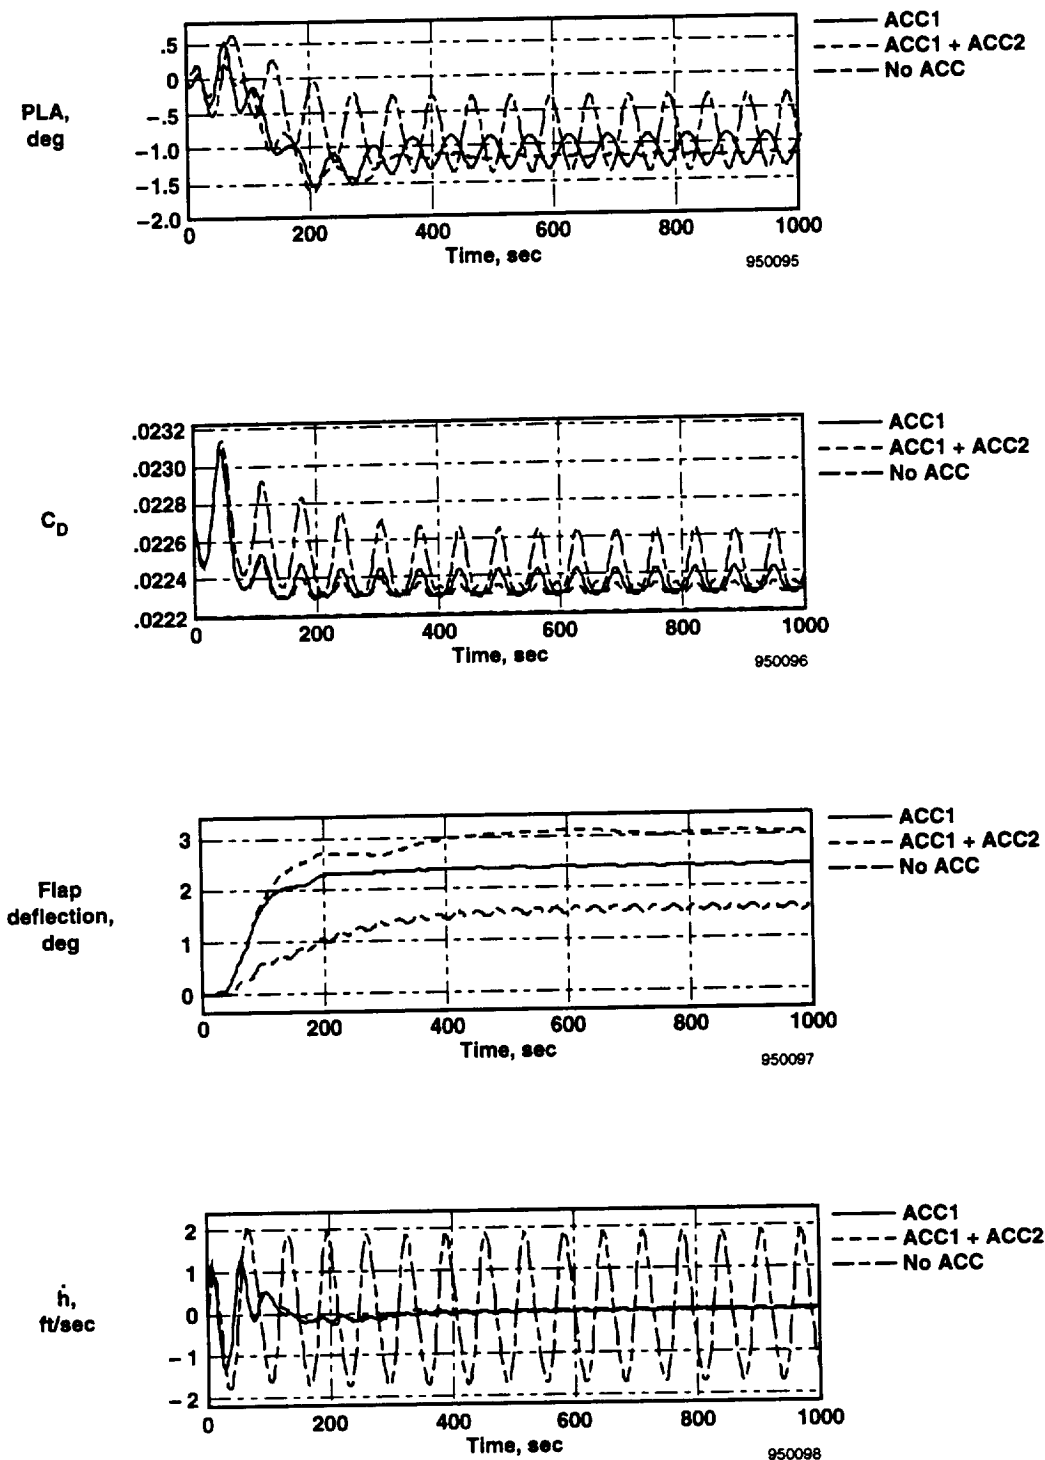 ACC1
ACC1 + ACC2
No ACC
PLA,
deg
.5
0
–.5
–1.0
–1.5
–2.0
0 200 400 600 800 1000
Time, sec
950095
ACC1
ACC1 + ACC2
No ACC
C_D
.0232
.0230
.0228
.0226
.0224
.0222
0 200 400 600 800 1000
Time, sec
950096
ACC1
ACC1 + ACC2
No ACC
Flap
deflection,
deg
3
2
1
0
0 200 400 600 800 1000
Time, sec
950097
ACC1
ACC1 + ACC2
No ACC
ḣ,
ft/sec
2
1
0
–1
–2
0 200 400 600 800 1000
Time, sec
950098